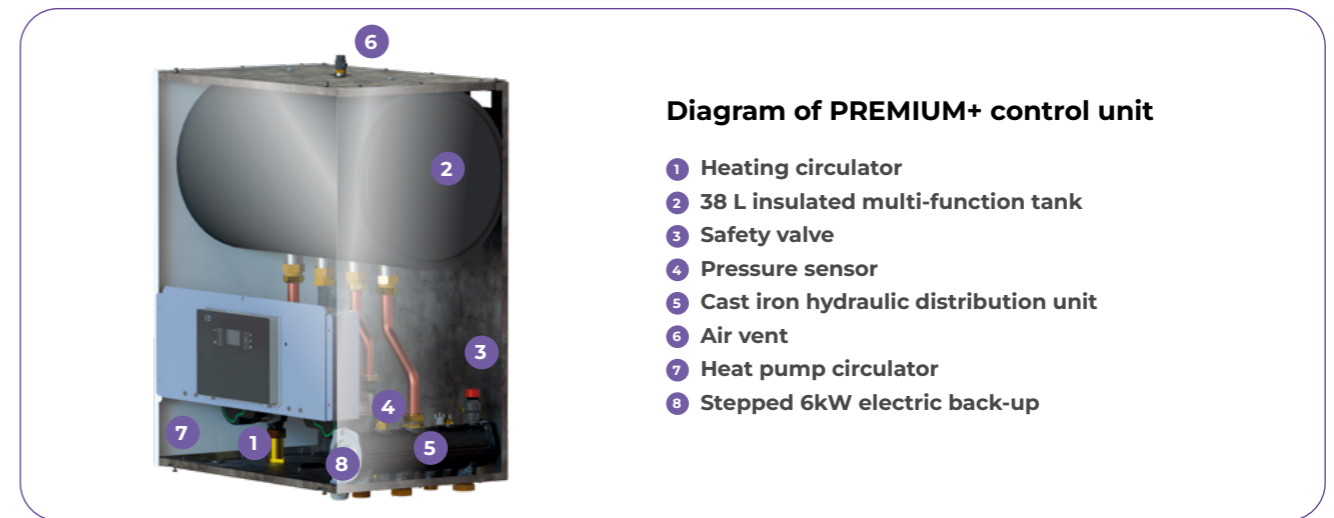 6
2
3
4
5
7
1
8
Diagram of PREMIUM+ control unit
1 Heating circulator
2 38 L insulated multi-function tank
3 Safety valve
4 Pressure sensor
5 Cast iron hydraulic distribution unit
6 Air vent
7 Heat pump circulator
8 Stepped 6kW electric back-up